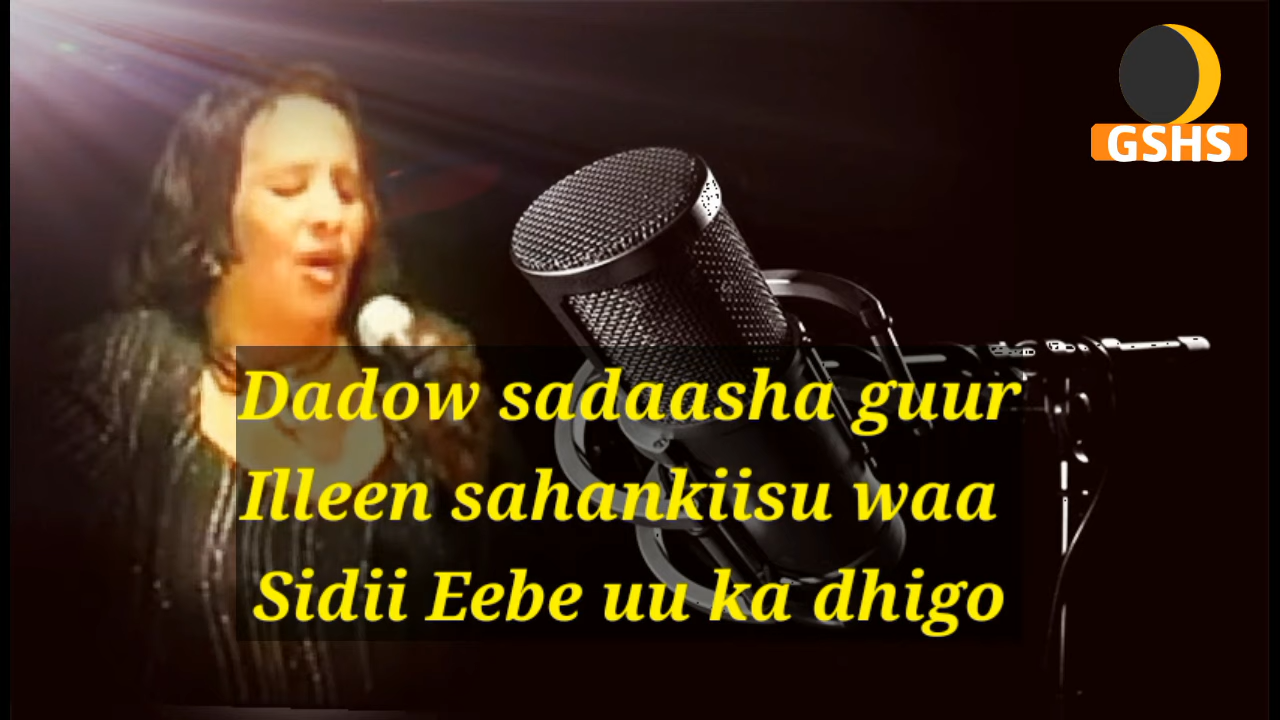 GSHS
Dadow sadaasha guur
Illeen sahankiisu waa
Sidii Eebe uu ka dhigo